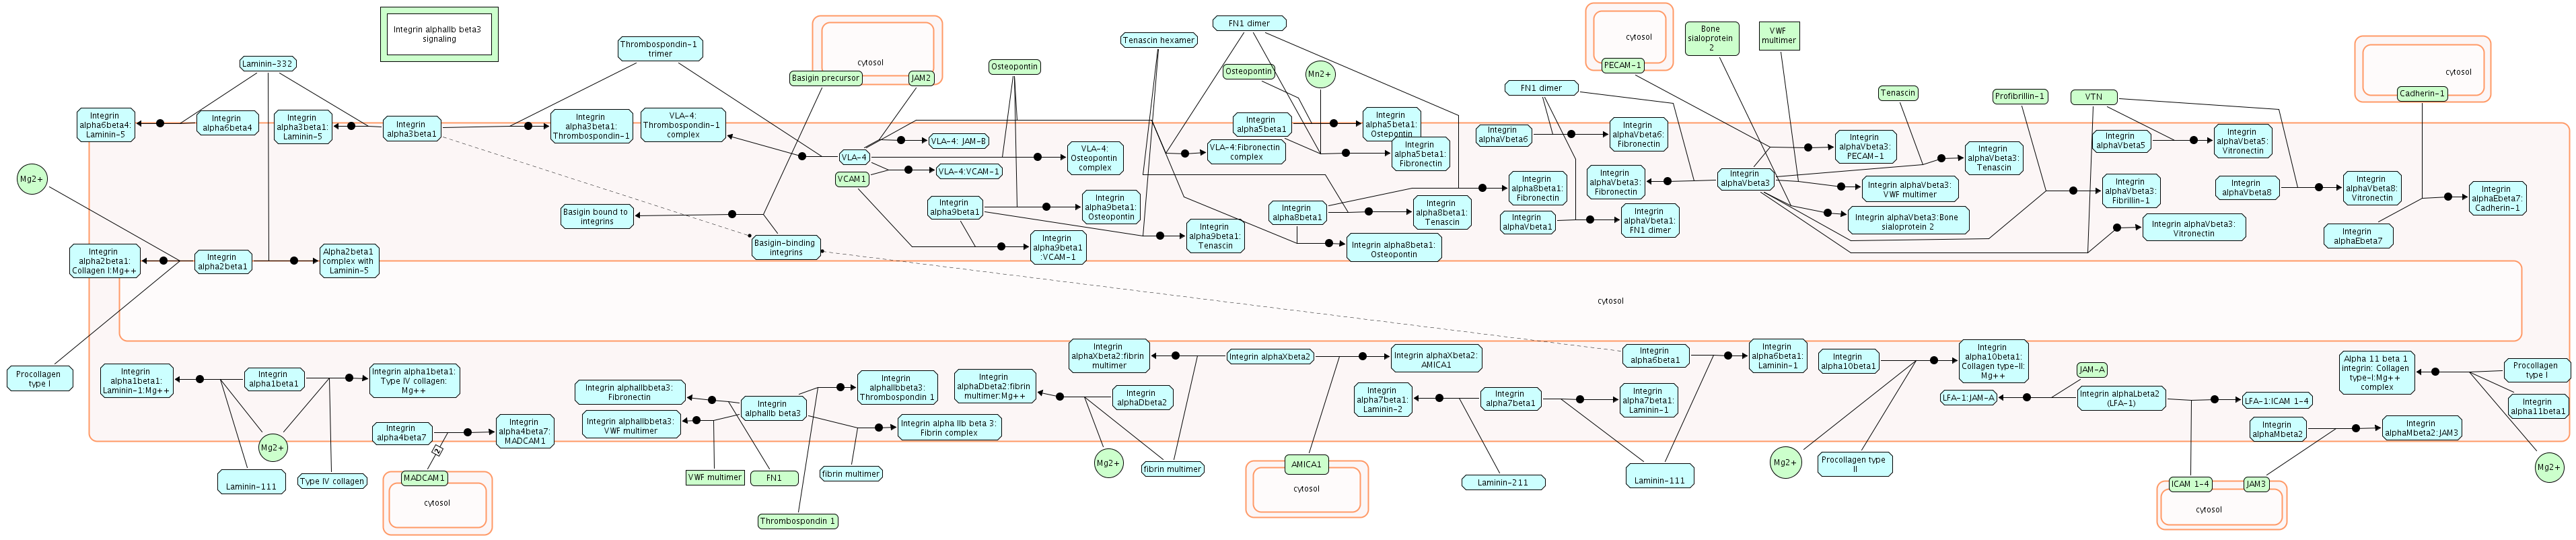 Integrin alphaIIb beta3
signaling
Laminin-332
Thrombospondin-1
trimer
cytosol
Basigin precursor
JAM2
Osteopontin
Tenascin hexamer
FN1 dimer
Osteopontin
Mn2+
cytosol
PECAM-1
Bone
sialoprotein
2
VWF
multimer
FN1 dimer
Tenascin
Profibrillin-1
VTN
cytosol
Cadherin-1
Integrin
alpha6beta4:
Laminin-5
Integrin
alpha6beta4
Integrin
alpha3beta1:
Laminin-5
Integrin
alpha3beta1
Integrin
alpha3beta1:
Thrombospondin-1
VLA-4:
Thrombospondin-1
complex
VLA-4
VLA-4: JAM-B
VLA-4:VCAM-1
VCAM1
VLA-4:
Osteopontin
complex
VLA-4:Fibronectin
complex
Integrin
alpha5beta1
Integrin
alpha5beta1:
Osteopontin
Integrin
alpha5beta1:
Fibronectin
Integrin
alphaVbeta6
Integrin
alphaVbeta6:
Fibronectin
Integrin
alphaVbeta3:
PECAM-1
Integrin
alphaVbeta3:
Tenascin
Integrin
alphaVbeta5
Integrin
alphaVbeta5:
Vitronectin
Mg2+
Basigin bound to
integrins
Integrin
alpha9beta1
Integrin
alpha9beta1:
Osteopontin
Integrin
alpha8beta1
Integrin
alpha8beta1:
Fibronectin
Integrin
alpha8beta1:
Tenascin
Integrin
alphaVbeta3:
Fibronectin
Integrin
alphaVbeta3
Integrin alphaVbeta3:
VWF multimer
Integrin alphaVbeta3:Bone
sialoprotein 2
Integrin
alphaVbeta3:
Fibrillin-1
Integrin
alphaVbeta8
Integrin
alphaVbeta8:
Vitronectin
Integrin
alphaEbeta7:
Cadherin-1
Integrin
alphaVbeta1
Integrin
alphaVbeta1:
FN1 dimer
Integrin alphaVbeta3:
Vitronectin
Integrin
alphaEbeta7
Integrin
alpha2beta1:
Collagen I:Mg++
Integrin
alpha2beta1
Alpha2beta1
complex with
Laminin-5
Basigin-binding
integrins
Integrin
alpha9beta1
:VCAM-1
Integrin
alpha9beta1:
Tenascin
Integrin alpha8beta1:
Osteopontin
cytosol
Procollagen
type I
Integrin
alpha1beta1:
Laminin-1:Mg++
Integrin
alpha1beta1
Integrin alpha1beta1:
Type IV collagen:
Mg++
Integrin alphaIIbbeta3:
Fibronectin
Integrin alphaIIbbeta3:
VWF multimer
Integrin
alphaIIb beta3
Integrin
alphaIIbbeta3:
Thrombospondin 1
Integrin alpha IIb beta 3:
Fibrin complex
Integrin
alphaDbeta2:fibrin
multimer:Mg++
Integrin
alphaDbeta2
Integrin
alphaXbeta2:fibrin
multimer
Integrin alphaXbeta2
Integrin alphaXbeta2:
AMICA1
Integrin
alpha7beta1:
Laminin-2
Integrin
alpha7beta1
Integrin
alpha7beta1:
Laminin-1
Integrin
alpha6beta1
Integrin
alpha6beta1:
Laminin-1
Integrin
alpha10beta1
Integrin
alpha10beta1:
Collagen type-II:
Mg++
JAM-A
LFA-1:JAM-A
Integrin alphaLbeta2
(LFA-1)
LFA-1:ICAM 1-4
Alpha 11 beta 1
integrin: Collagen
type-I:Mg++
complex
Procollagen
type I
Integrin
alpha11beta1
Integrin
alpha4beta7
Integrin
alpha4beta7:
MADCAM1
2
Integrin
alphaMbeta2
Integrin
alphaMbeta2:JAM3
Mg2+
Laminin-111
Type IV collagen
MADCAM1
cytosol
VWF multimer
FN1
fibrin multimer
Thrombospondin 1
Mg2+
fibrin multimer
AMICA1
cytosol
Laminin-211
Laminin-111
Mg2+
Procollagen type
II
ICAM 1-4
JAM3
cytosol
Mg2+